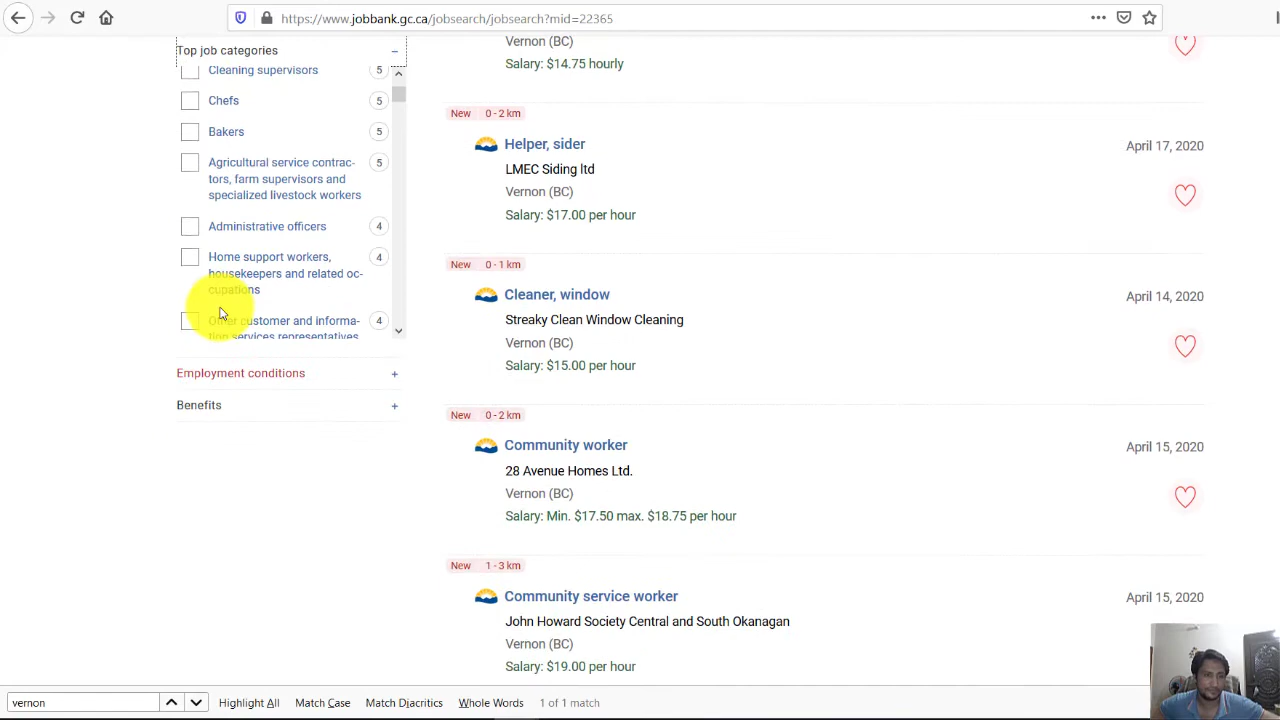 https://www.jobbank.gc.ca/jobsearch/jobsearch?mid=22365
Top job categories
Cleaning supervisors 5
Chefs 5
Bakers 5
Agricultural service contrac- 5
tors, farm supervisors and
specialized livestock workers
Administrative officers 4
Home support workers, 4
housekeepers and related oc-
cupations
Other customer and informa- 4
tion services representatives
Employment conditions +
Benefits +
Vernon (BC)
Salary: $14.75 hourly
New 0 - 2 km
Helper, sider
April 17, 2020
LMEC Siding ltd
Vernon (BC)
Salary: $17.00 per hour
New 0 - 1 km
Cleaner, window
April 14, 2020
Streaky Clean Window Cleaning
Vernon (BC)
Salary: $15.00 per hour
New 0 - 2 km
Community worker
April 15, 2020
28 Avenue Homes Ltd.
Vernon (BC)
Salary: Min. $17.50 max. $18.75 per hour
New 1 - 3 km
Community service worker
April 15, 2020
John Howard Society Central and South Okanagan
Vernon (BC)
Salary: $19.00 per hour
vernon Highlight All Match Case Match Diacritics Whole Words 1 of 1 match